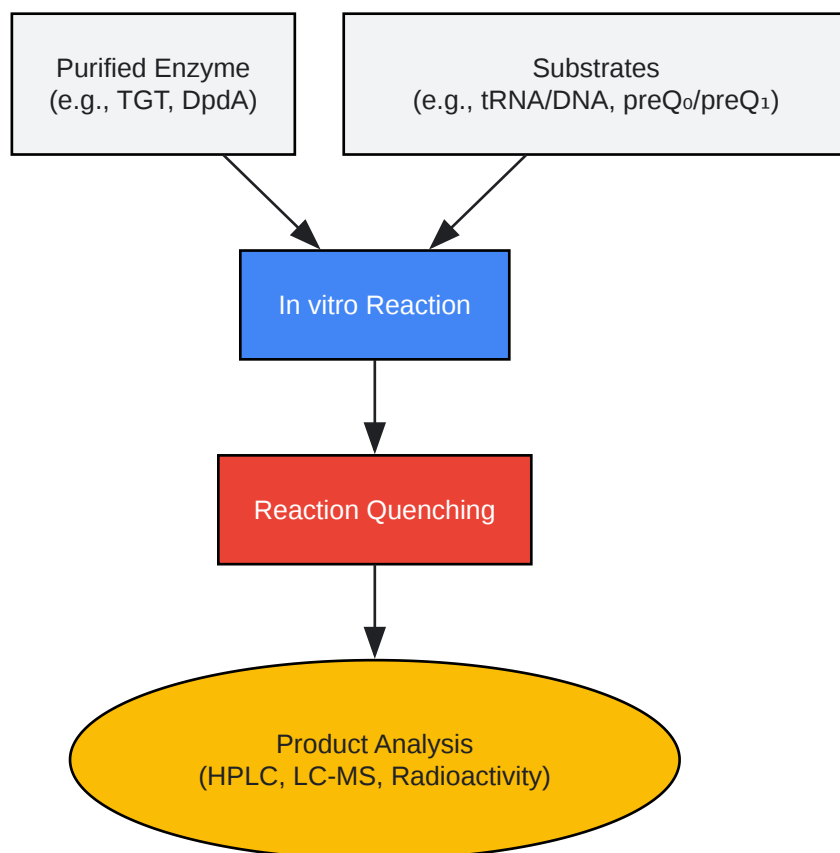 Purified Enzyme
(e.g., TGT, DpdA)
Substrates
(e.g., tRNA/DNA, preQ₀/preQ₁)
In vitro Reaction
Reaction Quenching
Product Analysis
(HPLC, LC-MS, Radioactivity)